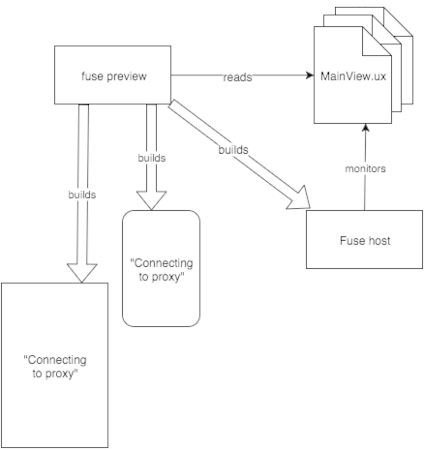 fuse preview
reads
MainView.ux
builds
builds
builds
monitors
Fuse host
"Connecting
to proxy"
"Connecting
to proxy"